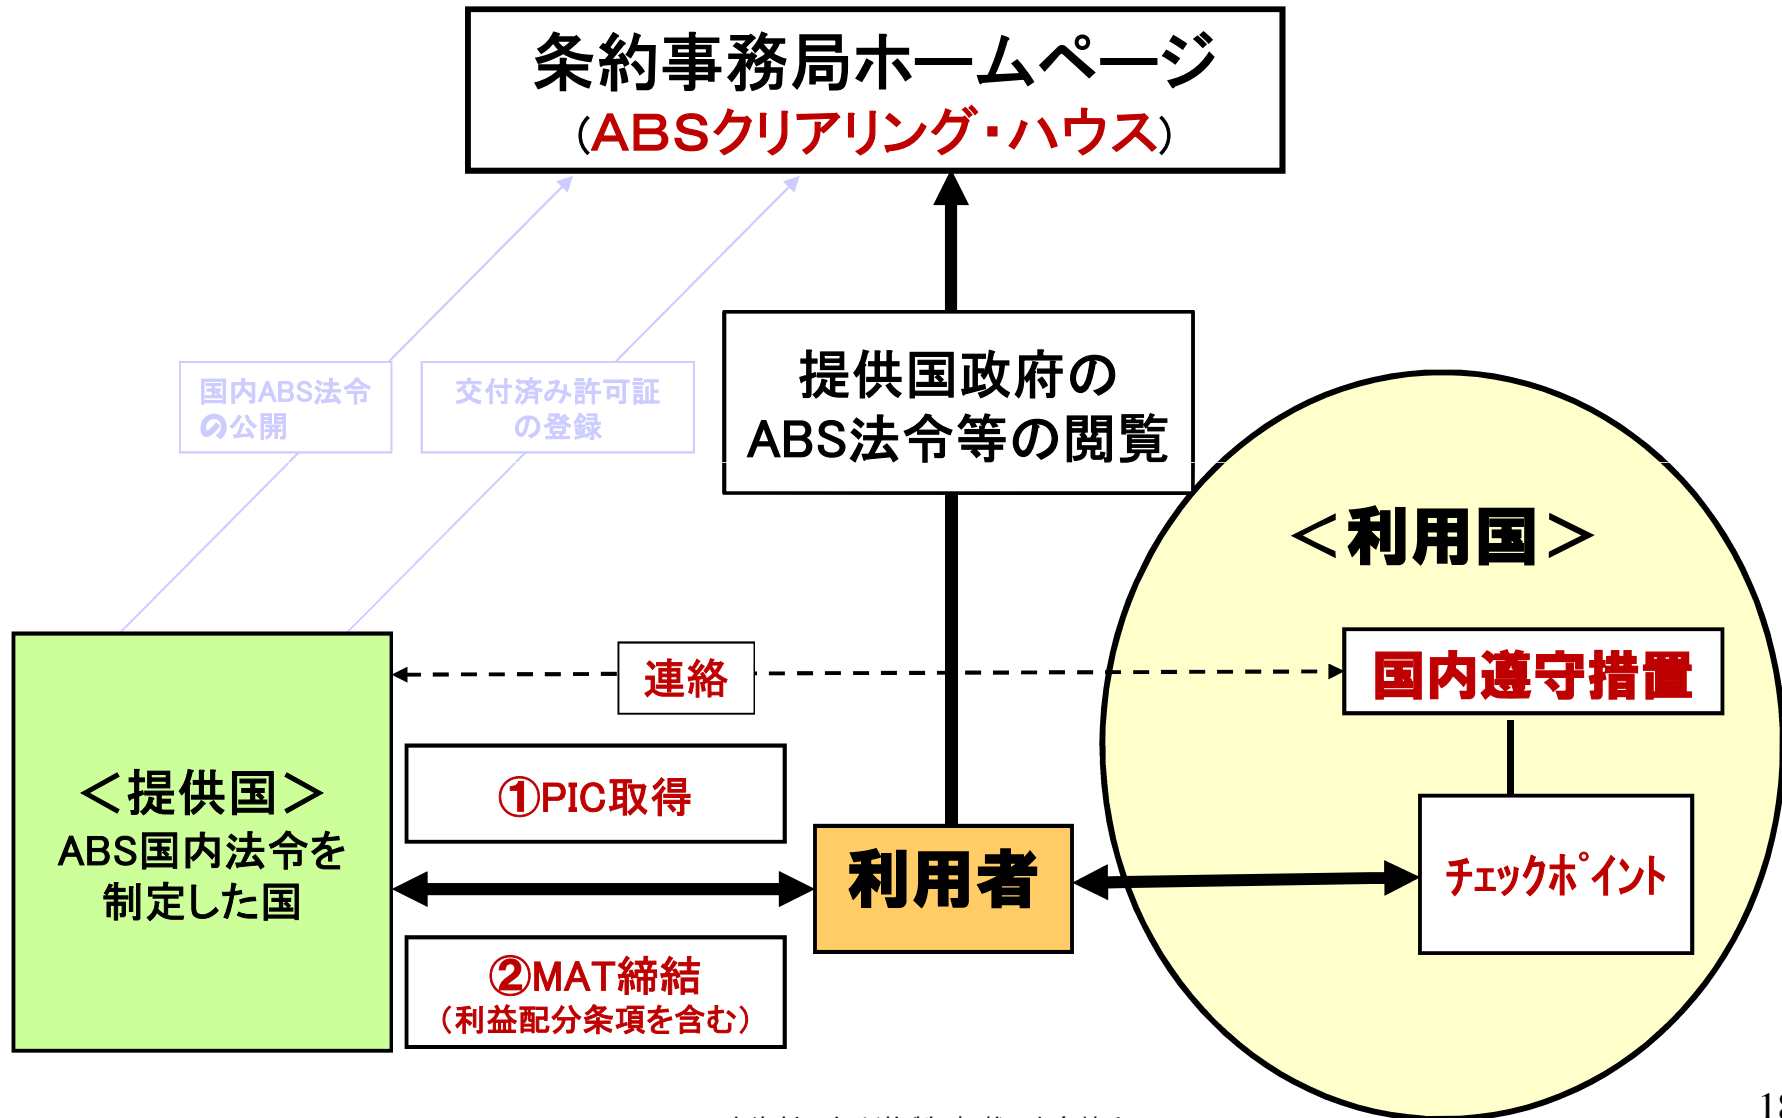 条約事務局ホームページ
（ABSクリアリング・ハウス）
国内ABS法令
の公開
交付済み許可証
の登録
提供国政府の
ABS法令等の閲覧
＜利用国＞
連絡
国内遵守措置
＜提供国＞
ABS国内法令を
制定した国
①PIC取得
利用者
チェックポイント
②MAT締結
（利益配分条項を含む）